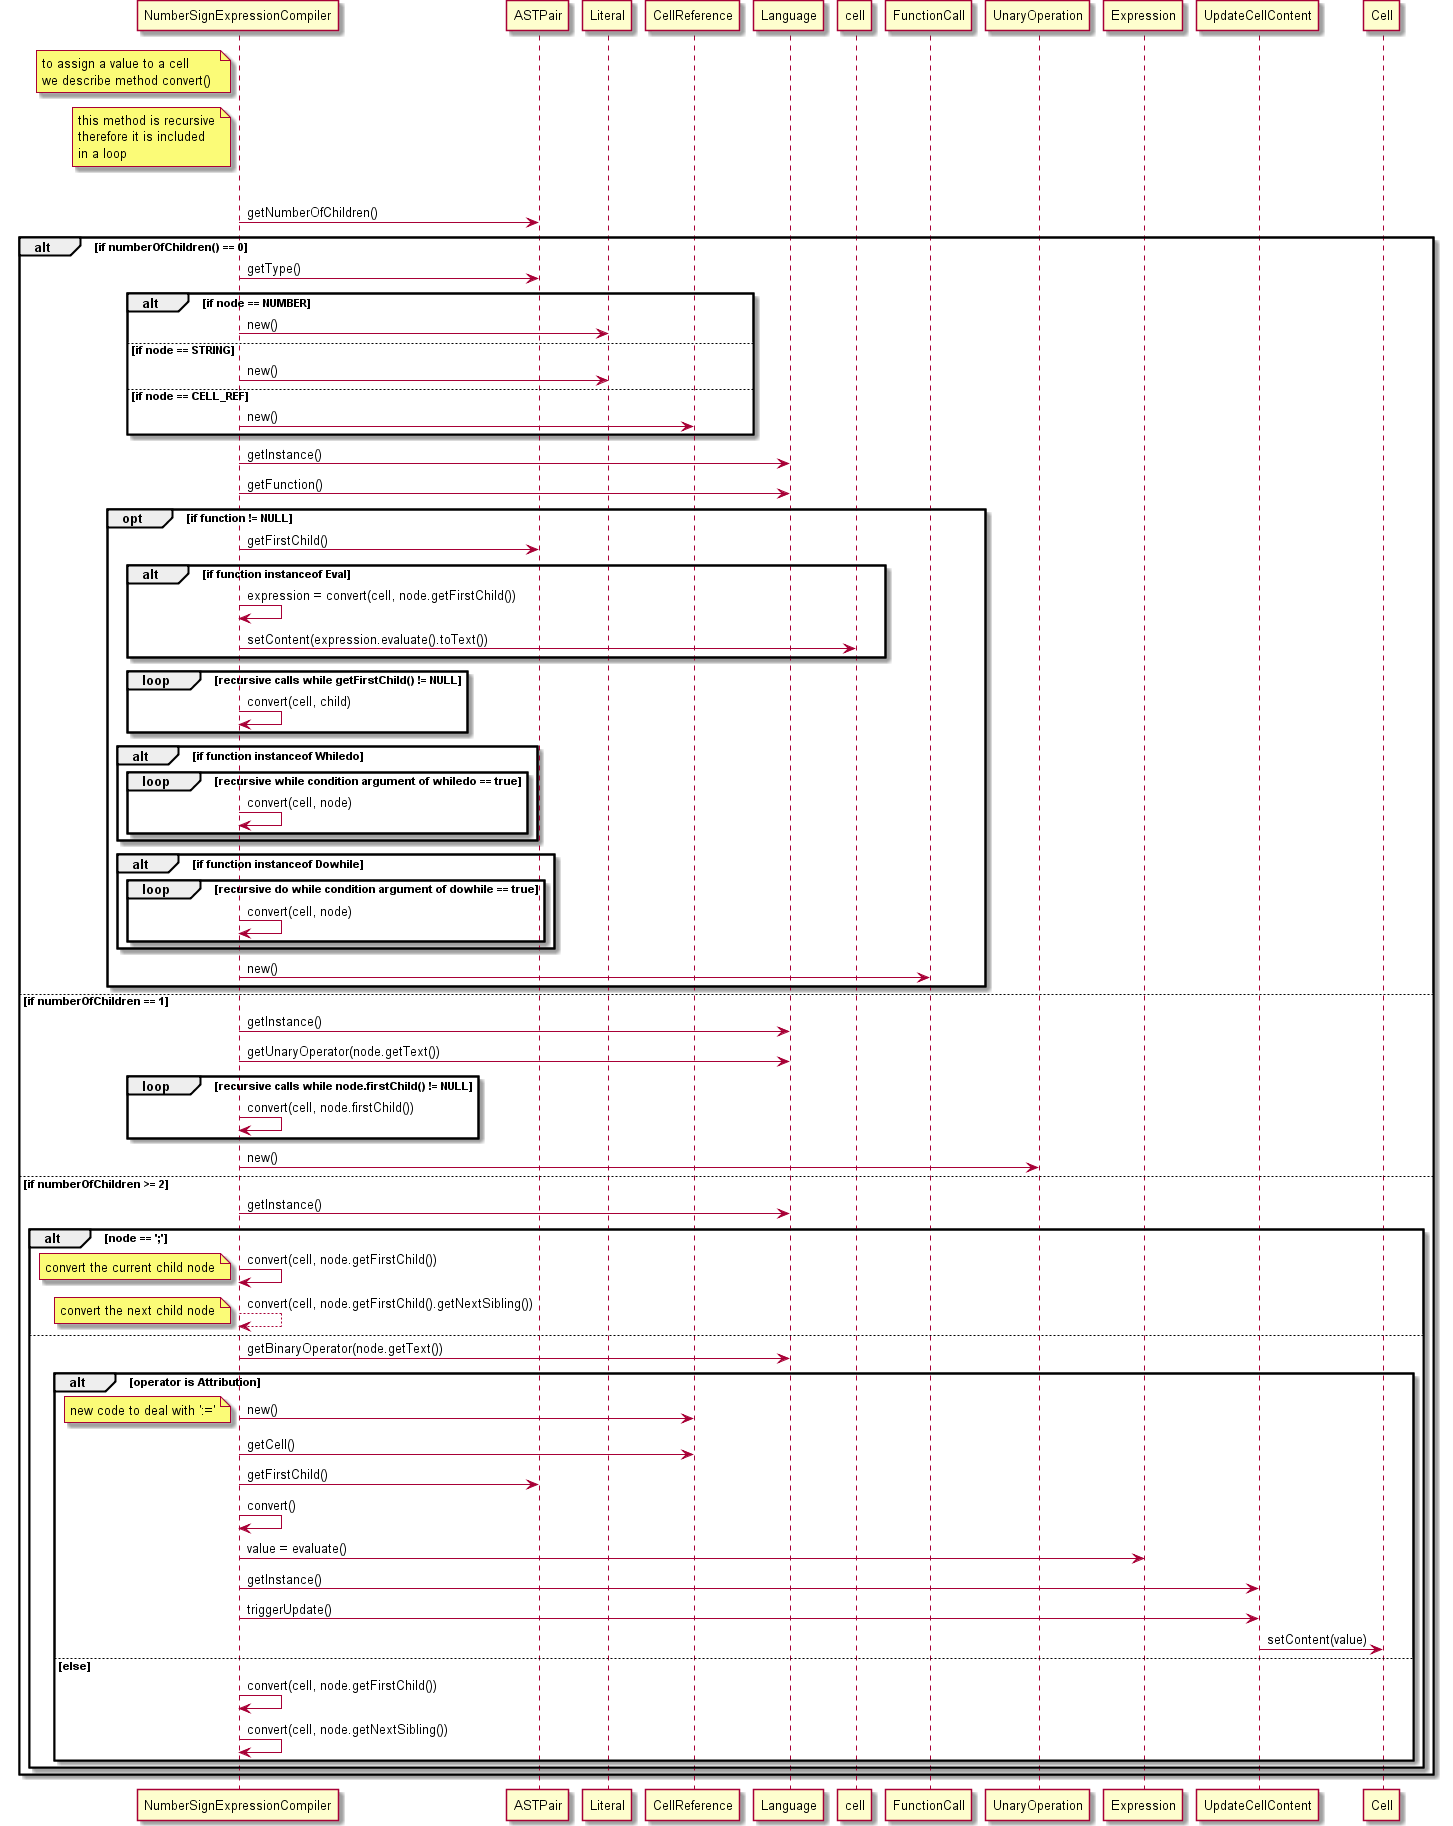 NumberSignExpressionCompiler
ASTPair
Literal
CellReference
Language
cell
FunctionCall
UnaryOperation
Expression
UpdateCellContent
Cell
to assign a value to a cell
we describe method convert()
this method is recursive
therefore it is included
in a loop
getNumberOfChildren()
alt [if numberOfChildren() == 0]
getType()
alt [if node == NUMBER]
new()
[if node == STRING]
new()
[if node == CELL_REF]
new()
getInstance()
getFunction()
opt [if function != NULL]
getFirstChild()
alt [if function instanceof Eval]
expression = convert(cell, node.getFirstChild())
setContent(expression.evaluate().toText())
loop [recursive calls while getFirstChild() != NULL]
convert(cell, child)
alt [if function instanceof Whiledo]
loop [recursive while condition argument of whiledo == true]
convert(cell, node)
alt [if function instanceof Dowhile]
loop [recursive do while condition argument of dowhile == true]
convert(cell, node)
new()
[if numberOfChildren == 1]
getInstance()
getUnaryOperator(node.getText())
loop [recursive calls while node.firstChild() != NULL]
convert(cell, node.firstChild())
new()
[if numberOfChildren >= 2]
getInstance()
alt [node == ';']
convert the current child node
convert(cell, node.getFirstChild())
convert the next child node
convert(cell, node.getFirstChild().getNextSibling())
getBinaryOperator(node.getText())
alt [operator is Attribution]
new code to deal with ':='
new()
getCell()
getFirstChild()
convert()
value = evaluate()
getInstance()
triggerUpdate()
setContent(value)
[else]
convert(cell, node.getFirstChild())
convert(cell, node.getNextSibling())
NumberSignExpressionCompiler
ASTPair
Literal
CellReference
Language
cell
FunctionCall
UnaryOperation
Expression
UpdateCellContent
Cell